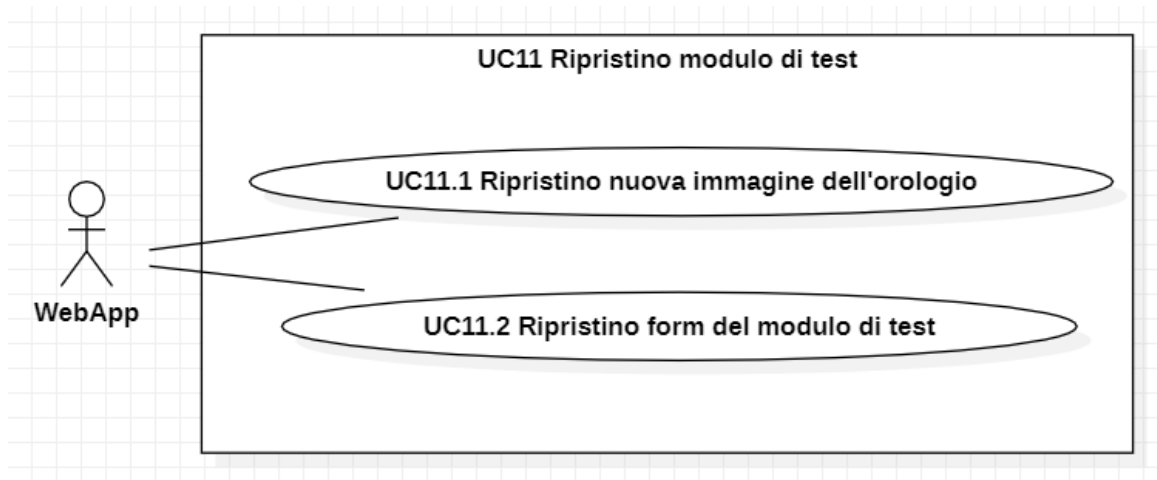 UC11 Ripristino modulo di test
UC11.1 Ripristino nuova immagine dell'orologio
WebApp
UC11.2 Ripristino form del modulo di test